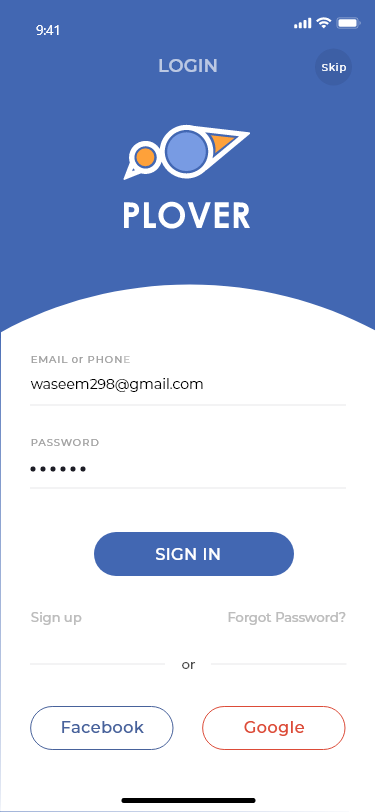 9:41
LOGIN
Skip
PLOVER
EMAIL or PHONE
waseem298@gmail.com
PASSWORD
••••••
SIGN IN
Sign up
Forgot Password?
or
Facebook
Google